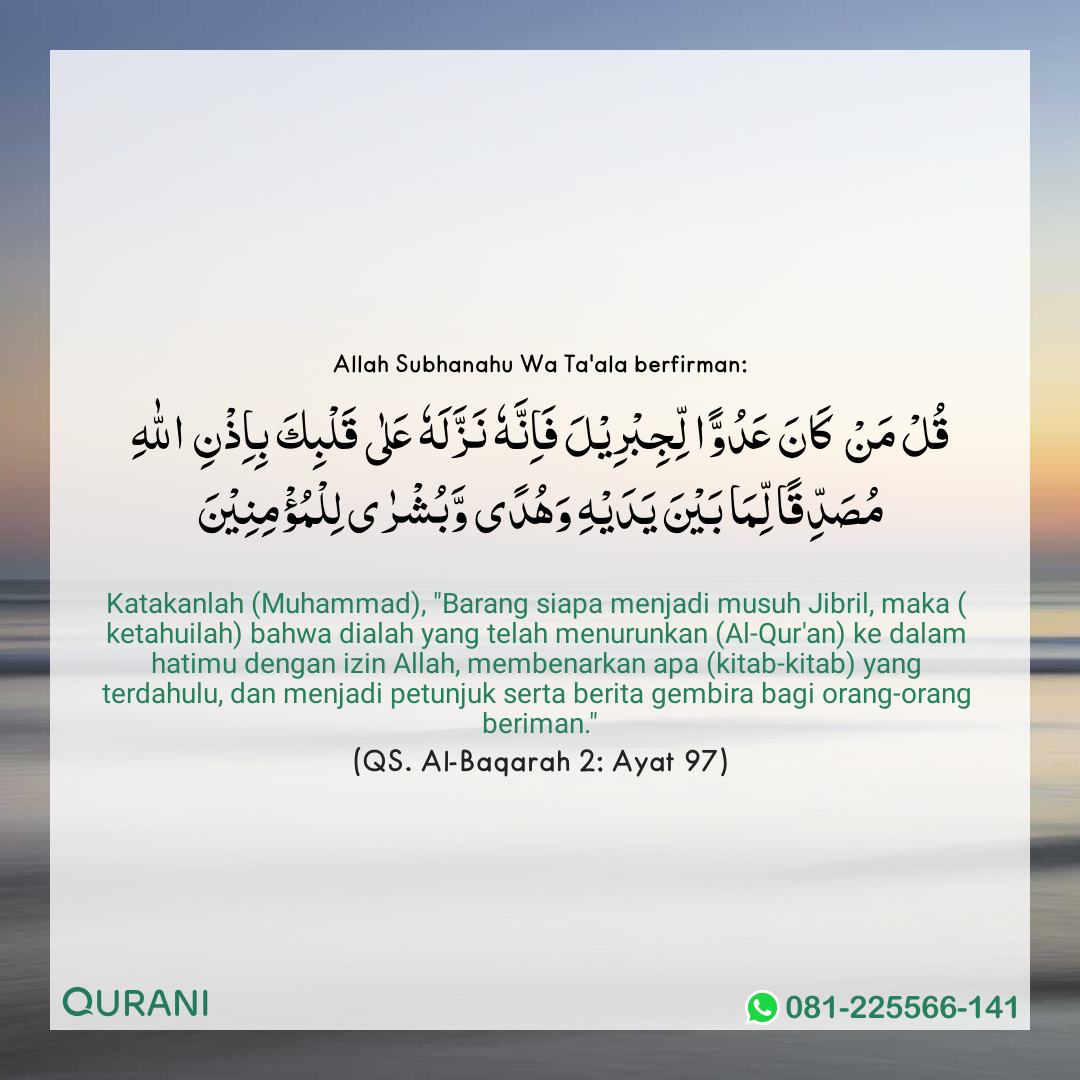 Allah Subhanahu Wa Ta'ala berfirman:
قُلْ مَنْ كَانَ عَدُوًّا لِّجِبْرِيْلَ فَاِنَّهٗ نَزَّلَهٗ عَلٰى قَلْبِكَ بِاِذْنِ اللّٰهِ
مُصَدِّقًا لِّمَا بَيْنَ يَدَيْهِ وَهُدًى وَّبُشْرٰى لِلْمُؤْمِنِيْنَ
Katakanlah (Muhammad), "Barang siapa menjadi musuh Jibril, maka (
ketahuilah) bahwa dialah yang telah menurunkan (Al-Qur'an) ke dalam
hatimu dengan izin Allah, membenarkan apa (kitab-kitab) yang
terdahulu, dan menjadi petunjuk serta berita gembira bagi orang-orang
beriman."
(QS. Al-Baqarah 2: Ayat 97)
QURANI
081-225566-141